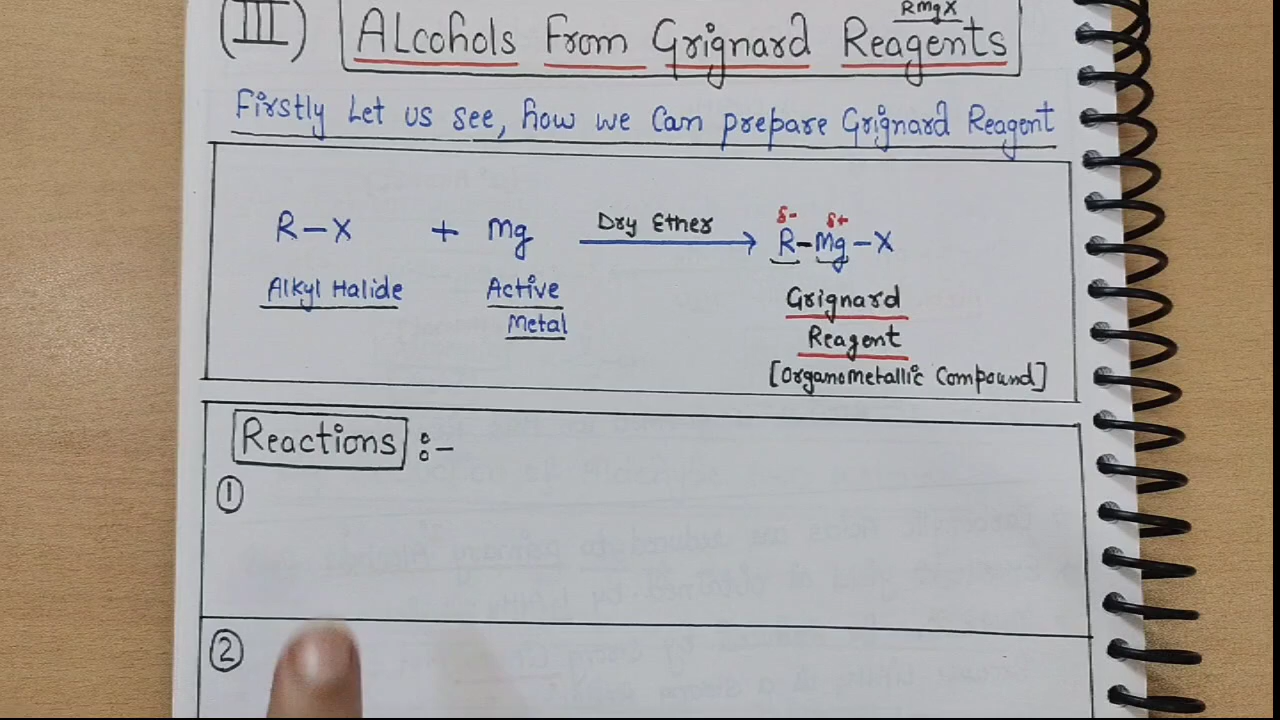 (III) Alcohols From Grignard Reagents
RMgX
Firstly Let us see, how we Can prepare Grignard Reagent
R-X + Mg Dry Ether → R-Mg-X
δ- δ+
Alkyl Halide Active Metal Grignard Reagent
[Organometallic Compound]
Reactions :-
①
②